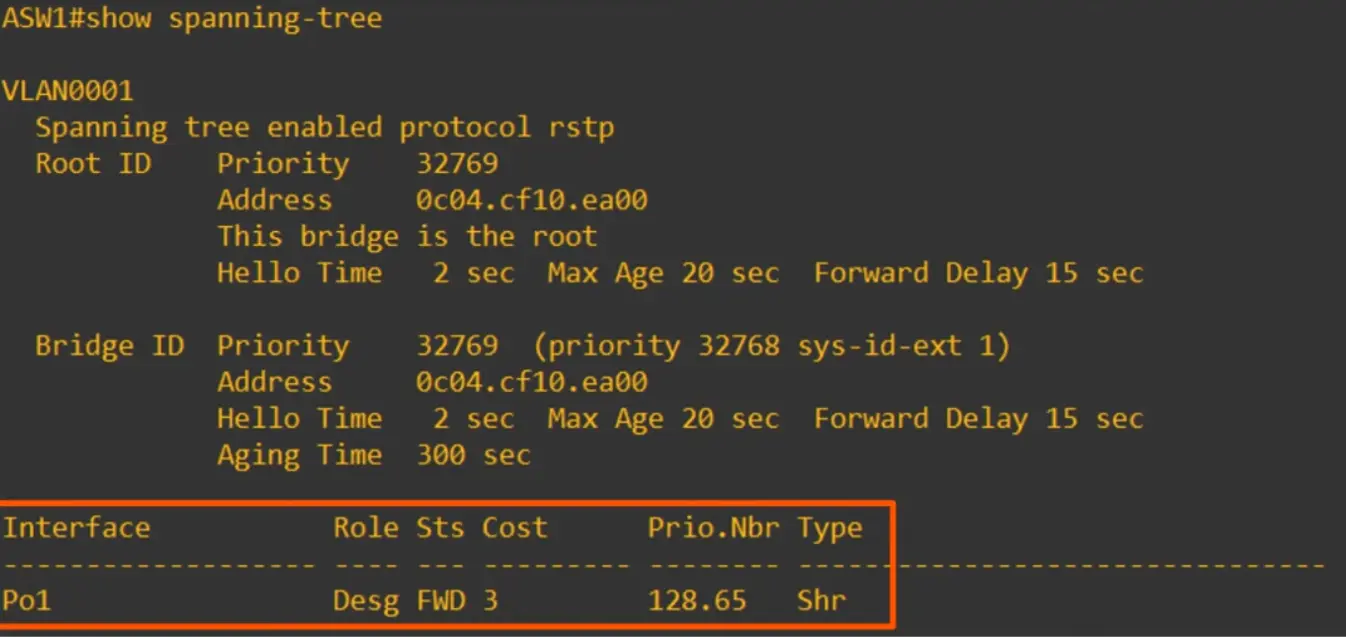 ASW1#show spanning-tree
VLAN0001
  Spanning tree enabled protocol rstp
  Root ID    Priority    32769
             Address     0c04.cf10.ea00
             This bridge is the root
             Hello Time   2 sec  Max Age 20 sec  Forward Delay 15 sec
  Bridge ID  Priority    32769  (priority 32768 sys-id-ext 1)
             Address     0c04.cf10.ea00
             Hello Time   2 sec  Max Age 20 sec  Forward Delay 15 sec
             Aging Time  300 sec
Interface           Role Sts Cost      Prio.Nbr Type
------------------- ---- --- --------- -------- --------------------------------
Po1                 Desg FWD 3         128.65   Shr